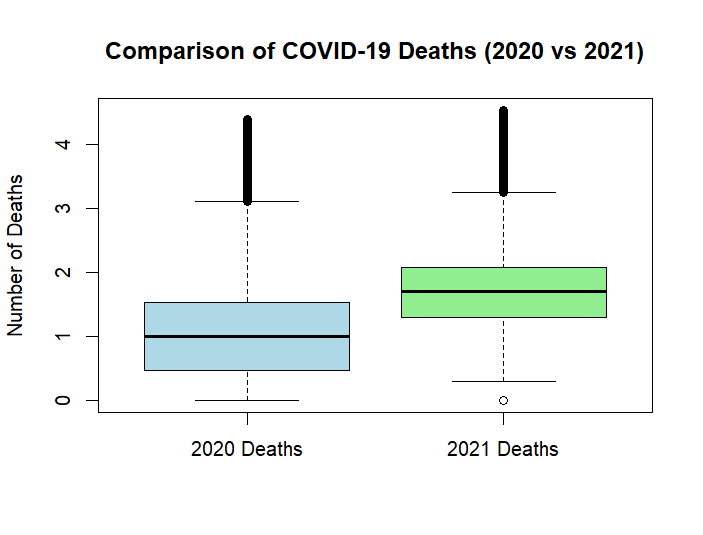 Comparison of COVID-19 Deaths (2020 vs 2021)
Number of Deaths
4
3
2
1
0
2020 Deaths
2021 Deaths